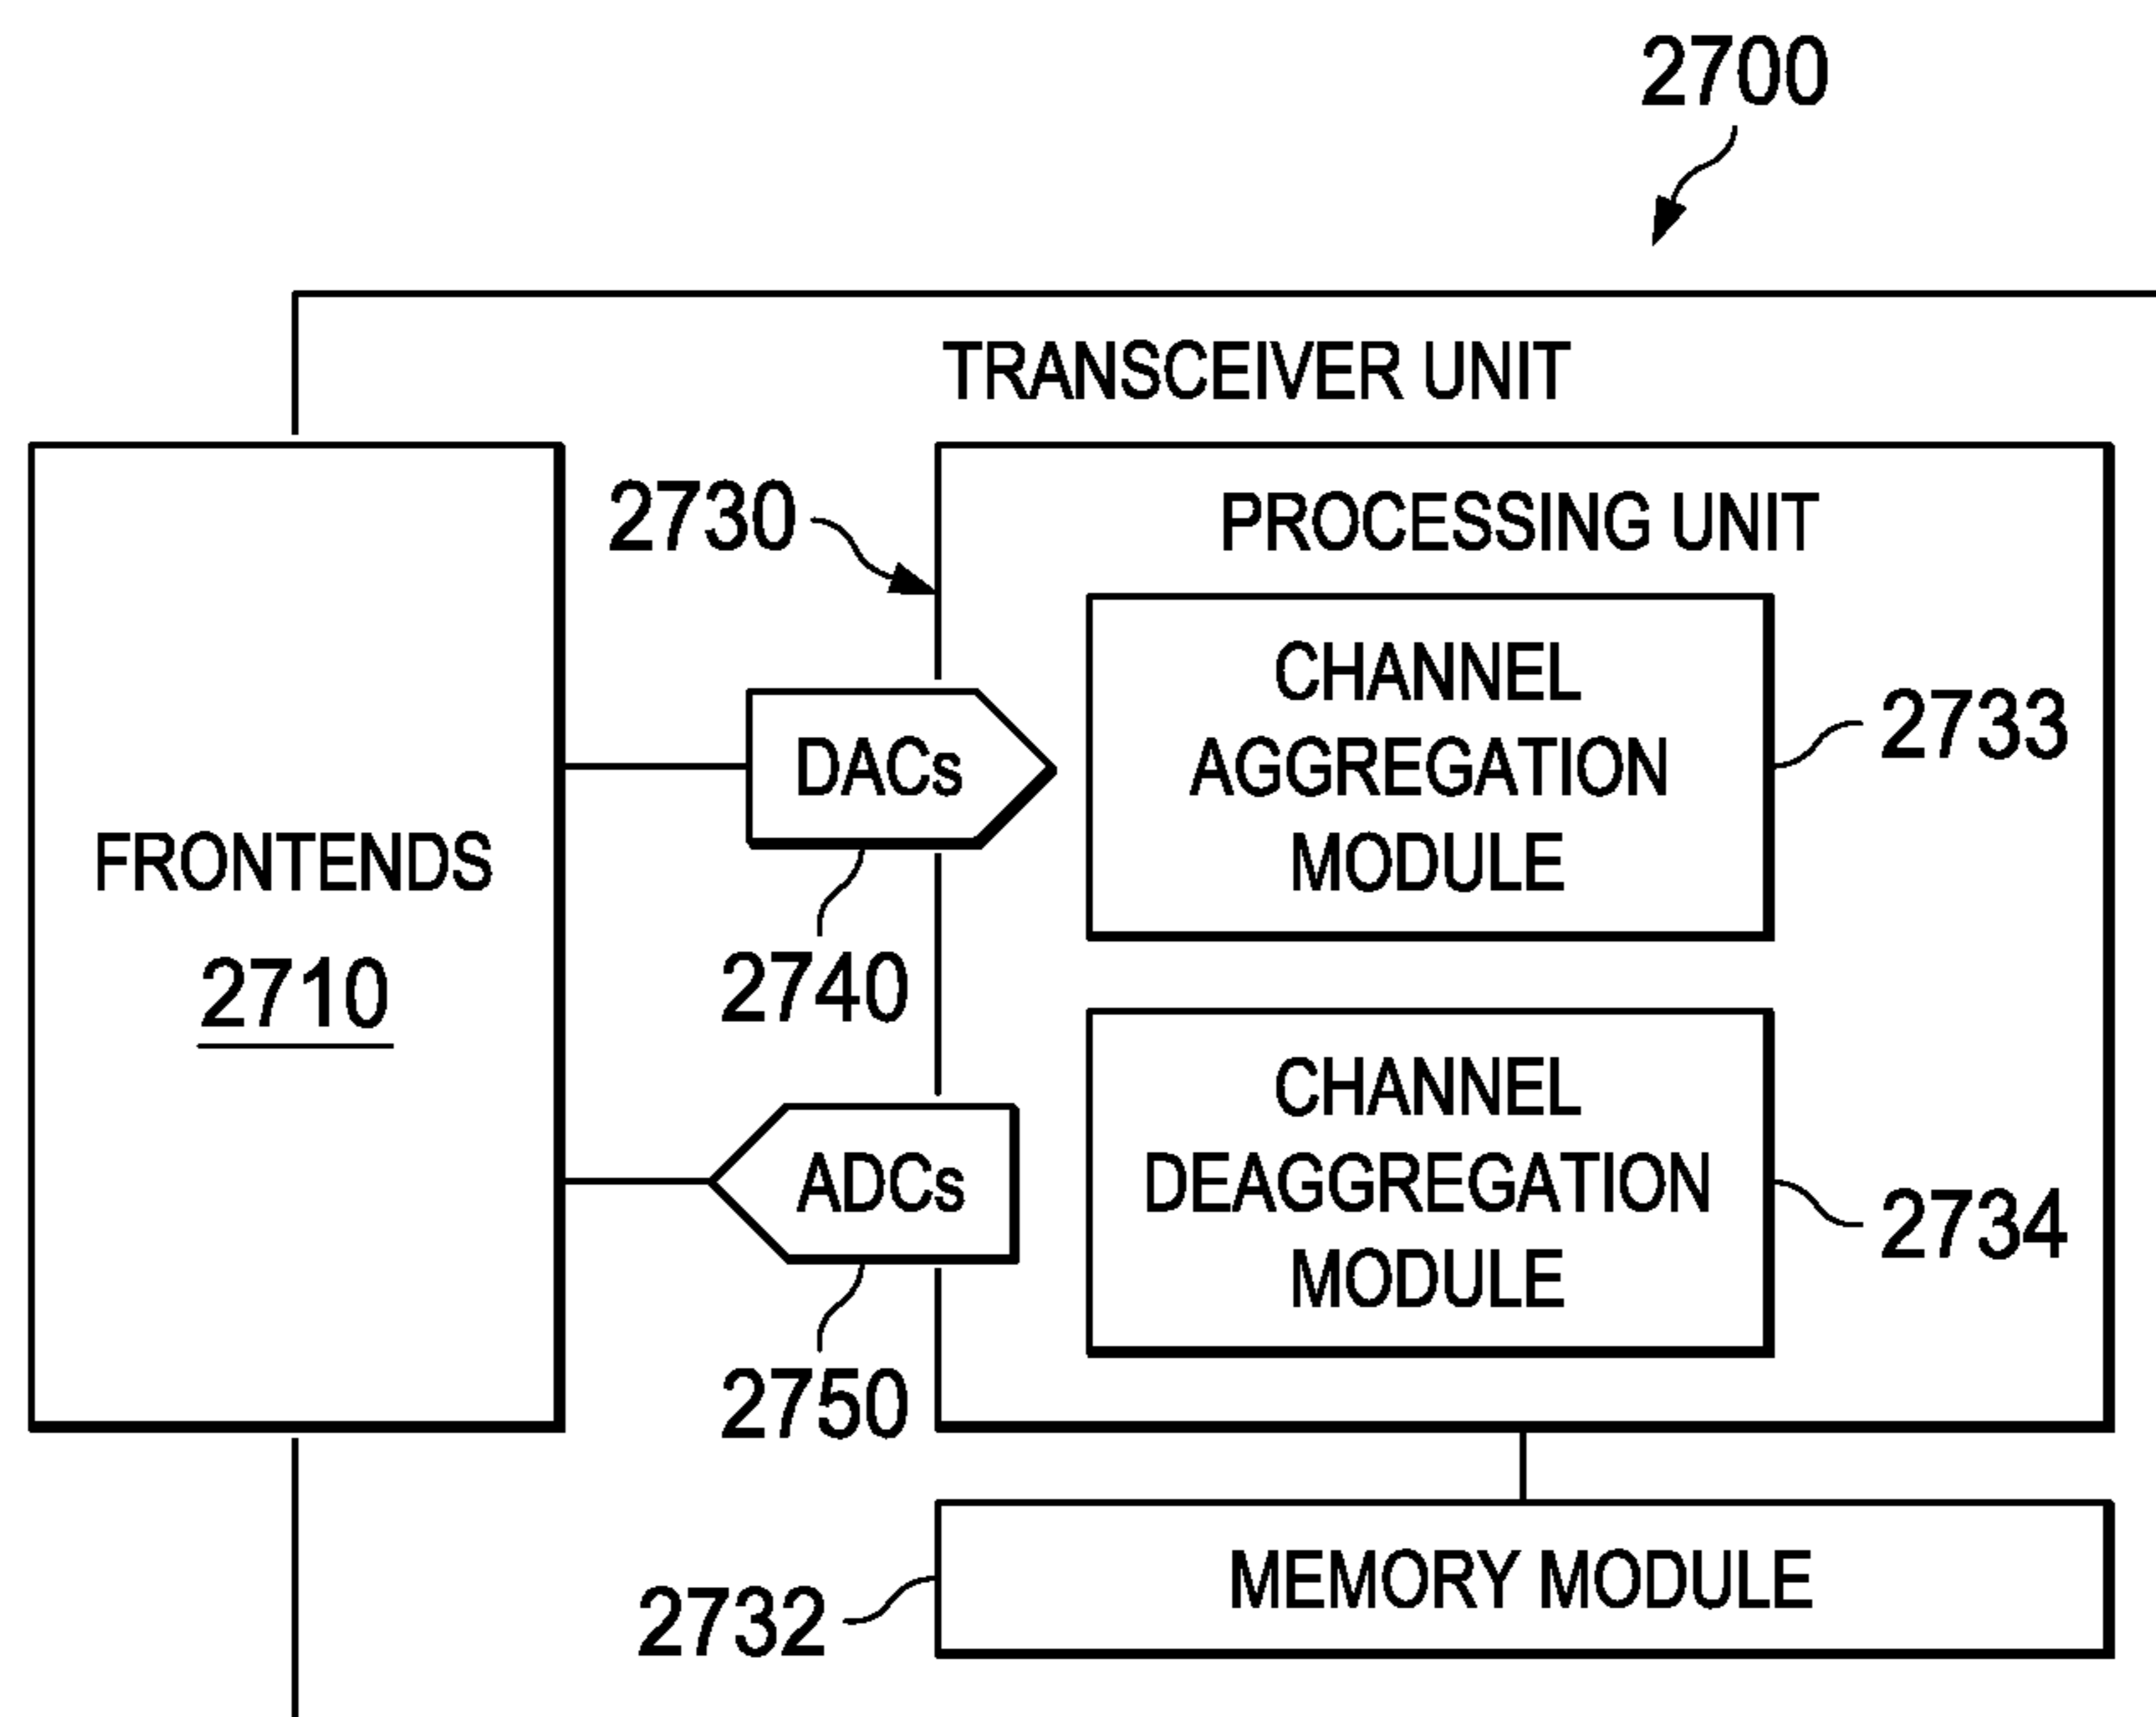 2700
TRANSCEIVER UNIT
2730
PROCESSING UNIT
CHANNEL
AGGREGATION
MODULE
2733
DACs
2740
FRONTENDS
2710
CHANNEL
DEAGGREGATION
MODULE
2734
ADCs
2750
MEMORY MODULE
2732